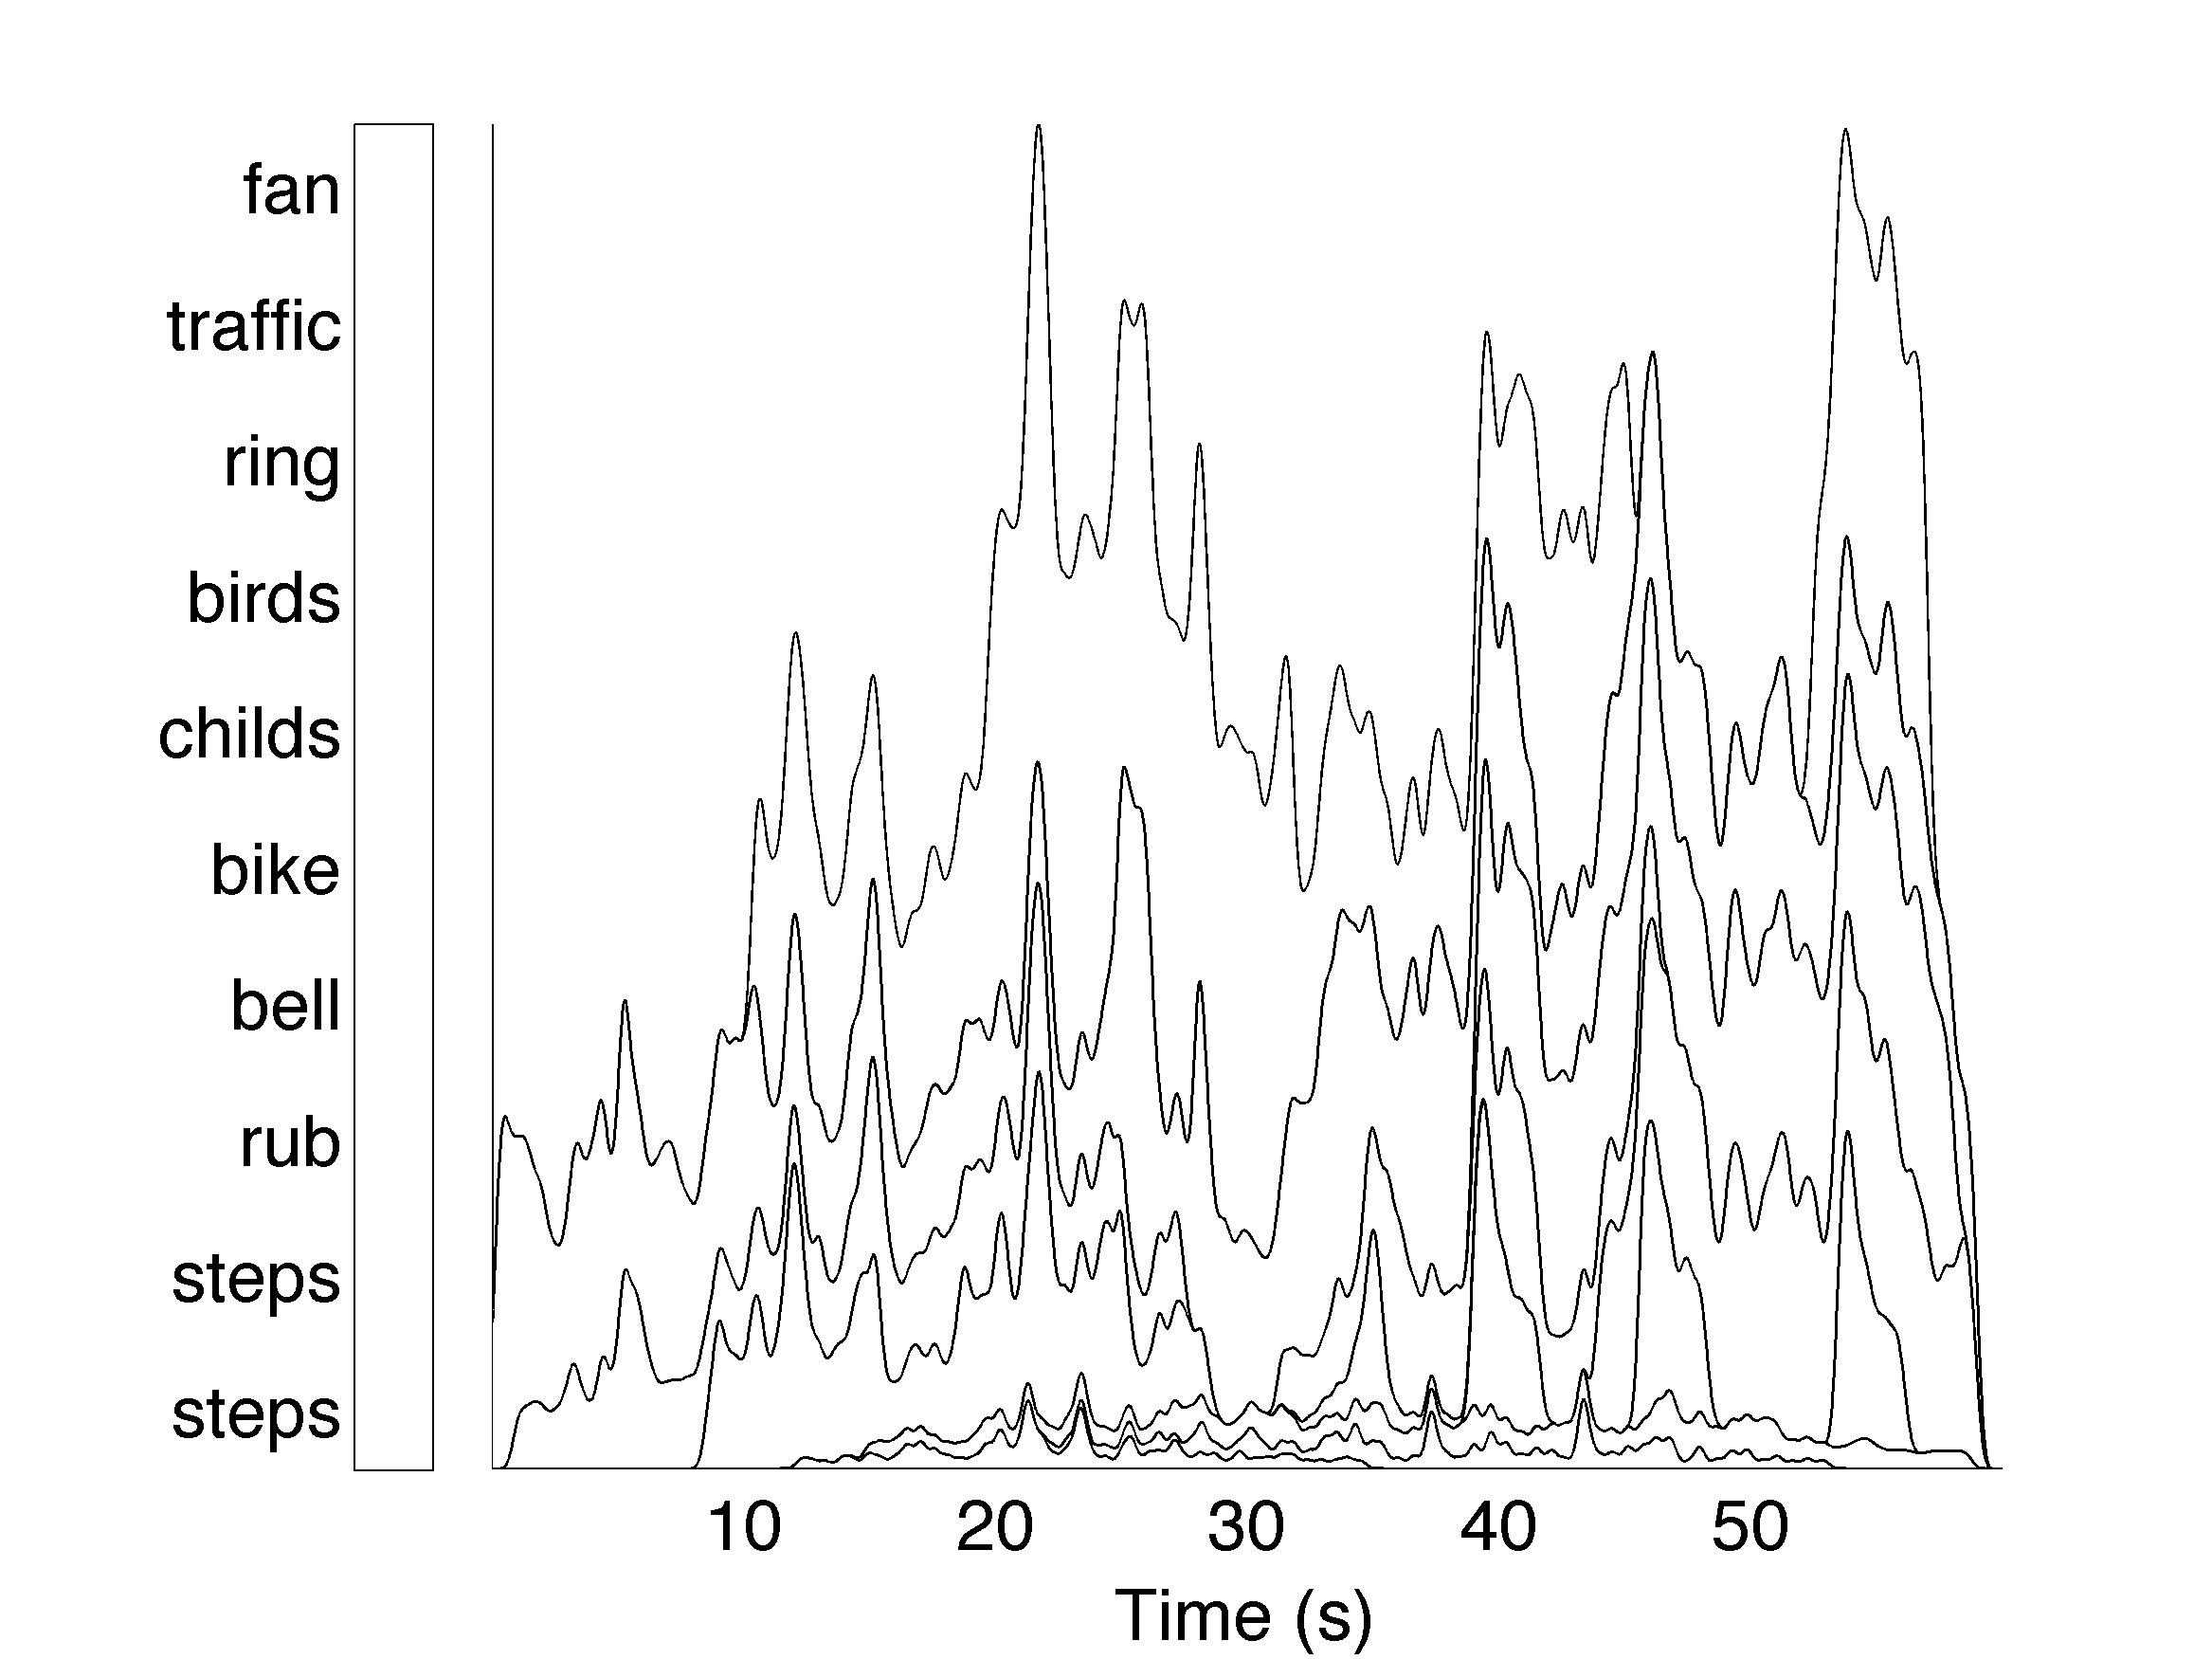 fan
traffic
ring
birds
childs
bike
bell
rub
steps
steps
10 20 30 40 50
Time (s)